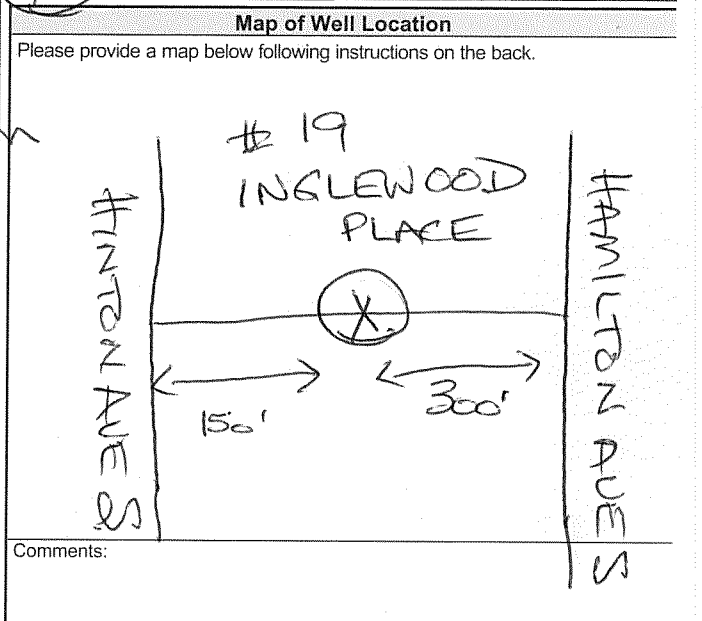 Map of Well Location
Please provide a map below following instructions on the back.
# 19
INGLEWOOD
PLACE
HINTON AVE S
HAMILTON AVE S
X
150'
300'
Comments: